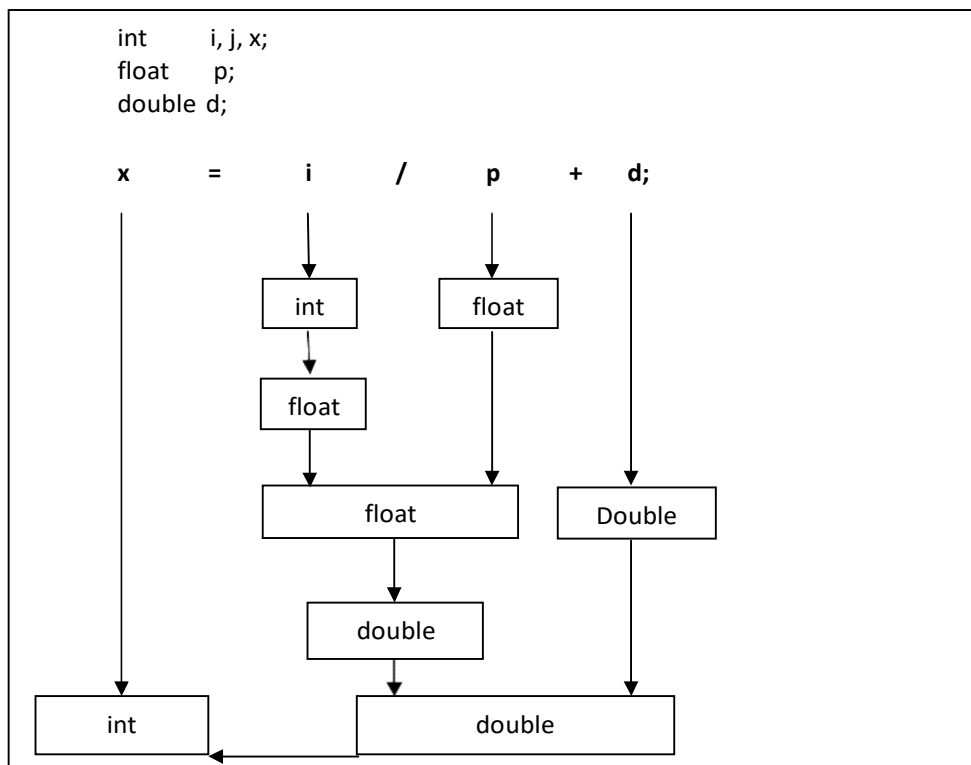 int i, j, x;
float p;
double d;
x = i / p + d;
int float
float
float Double
double
int double